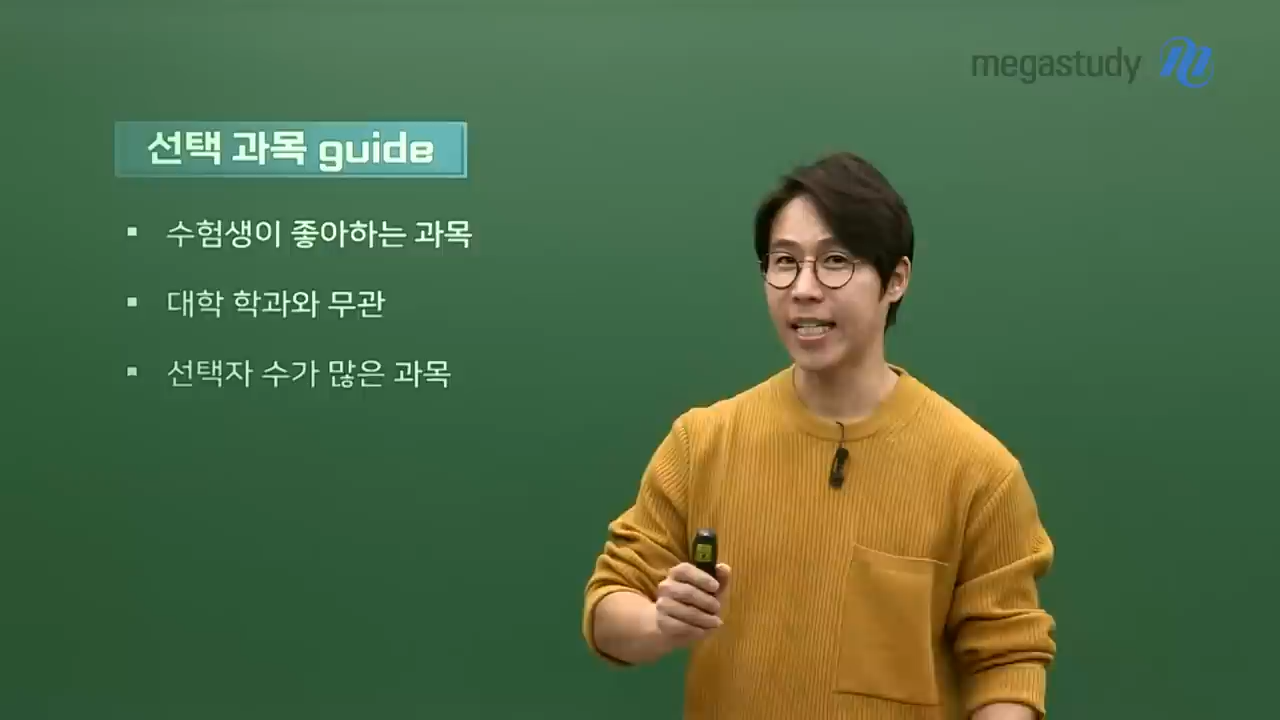 megastudy
선택 과목 guide
▪ 수험생이 좋아하는 과목
▪ 대학 학과와 무관
▪ 선택자 수가 많은 과목